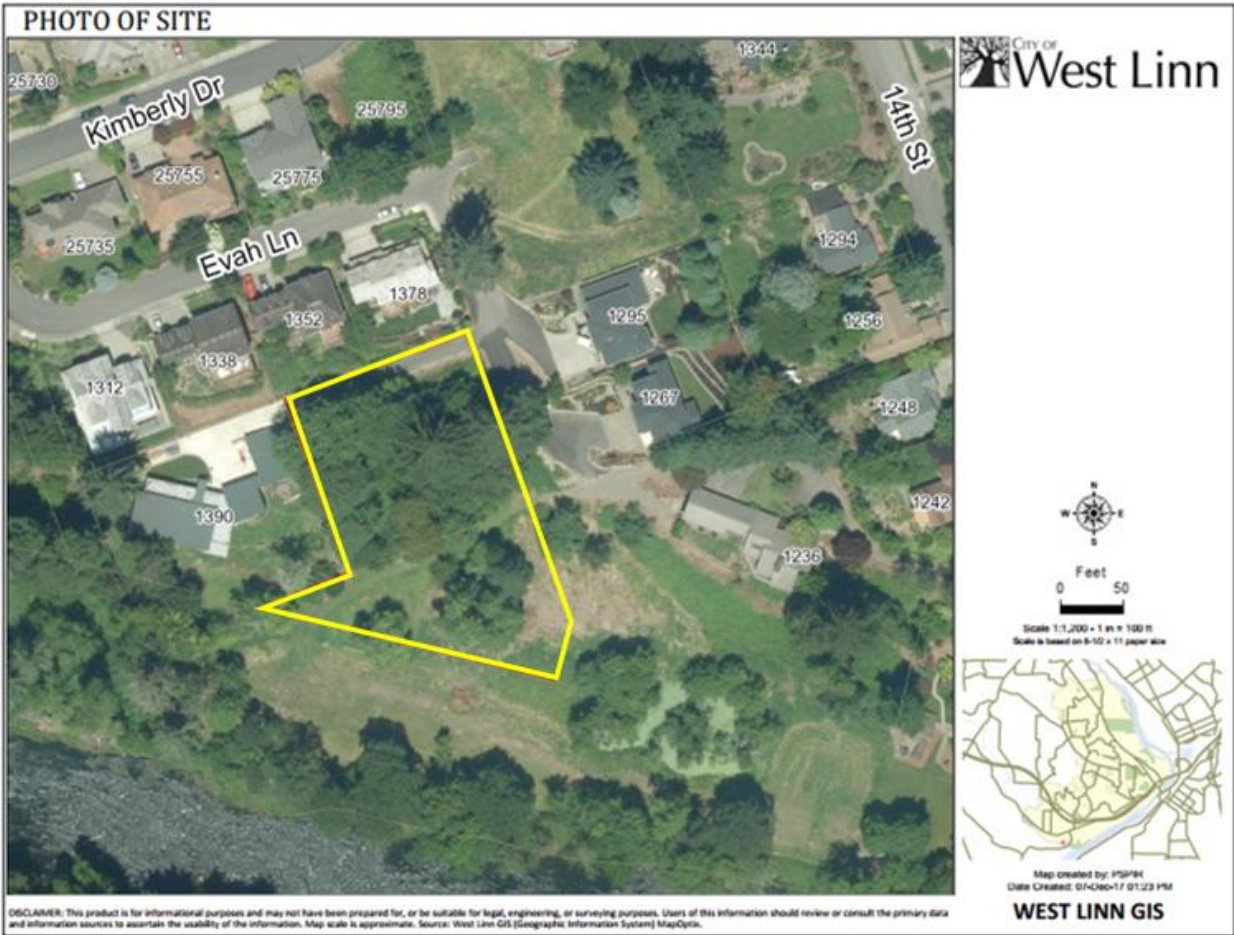 PHOTO OF SITE
CITY OF
West Linn
1344
25730
Kimberly Dr
25795
14th St
25755
25775
25735
Evah Ln
1294
1378
1295
1256
1352
1338
1312
1267
1248
1390
1242
1236
N
W E
S
Feet
0 50
Scale 1:1,200 - 1 in = 100 ft
Scale is based on 8-1/2 x 11 paper size
Map created by:
Date Created: 07-Dec-17 01:23 PM
WEST LINN GIS
DISCLAIMER: This product is for informational purposes and may not have been prepared for, or be suitable for legal, engineering, or surveying purposes. Users of this information should review or consult the primary data
and information sources to ascertain the usability of the information. Map scale is approximate. Source: West Linn GIS (Geographic Information System) MapOptix.